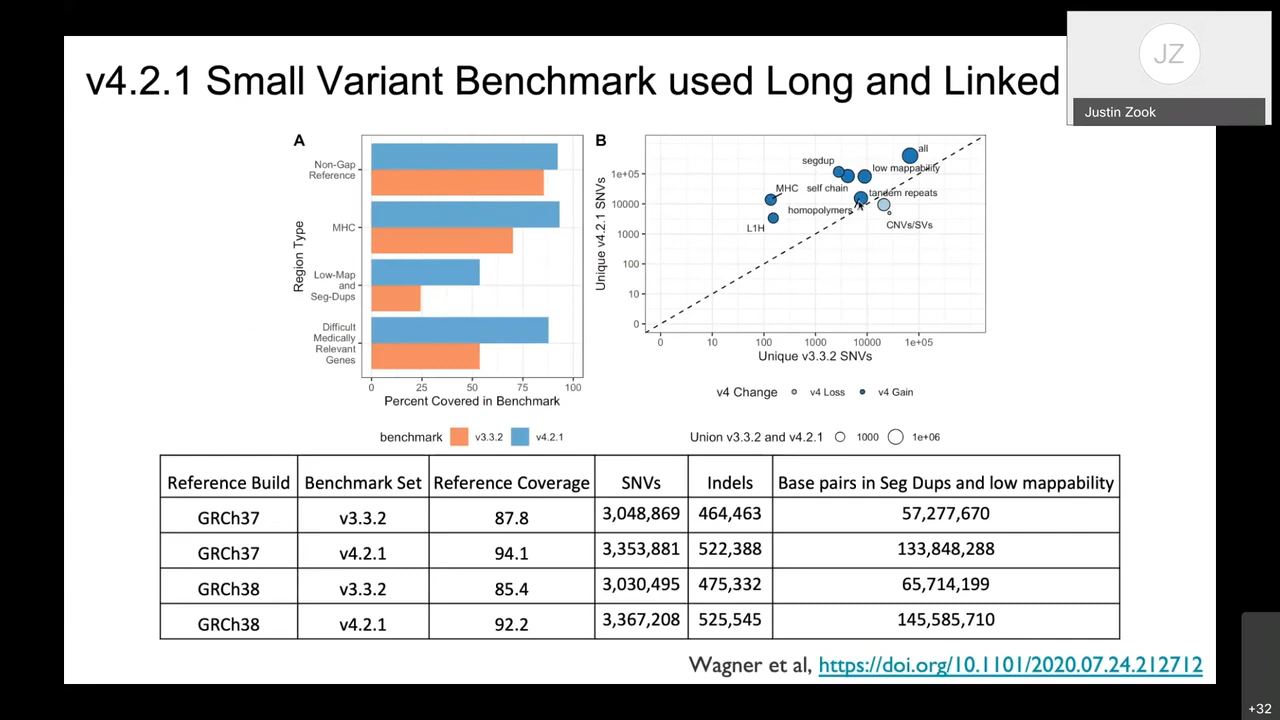 v4.2.1 Small Variant Benchmark used Long and Linked
JZ
Justin Zook
A
Non-Gap
Reference
MHC
Low-Map
and
Seg-Dups
Difficult
Medically
Relevant
Genes
Region Type
0 25 50 75 100
Percent Covered in Benchmark
benchmark v3.3.2 v4.2.1
B
Unique v4.2.1 SNVs
1e+05
10000
1000
100
10
0
all
segdup
low mappability
MHC
self chain
tandem repeats
homopolymers
L1H
CNVs/SVs
0 10 100 1000 10000 1e+05
Unique v3.3.2 SNVs
v4 Change v4 Loss v4 Gain
Union v3.3.2 and v4.2.1 1000 1e+06
Reference Build Benchmark Set Reference Coverage SNVs Indels Base pairs in Seg Dups and low mappability
GRCh37 v3.3.2 87.8 3,048,869 464,463 57,277,670
GRCh37 v4.2.1 94.1 3,353,881 522,388 133,848,288
GRCh38 v3.3.2 85.4 3,030,495 475,332 65,714,199
GRCh38 v4.2.1 92.2 3,367,208 525,545 145,585,710
Wagner et al, https://doi.org/10.1101/2020.07.24.212712
+32